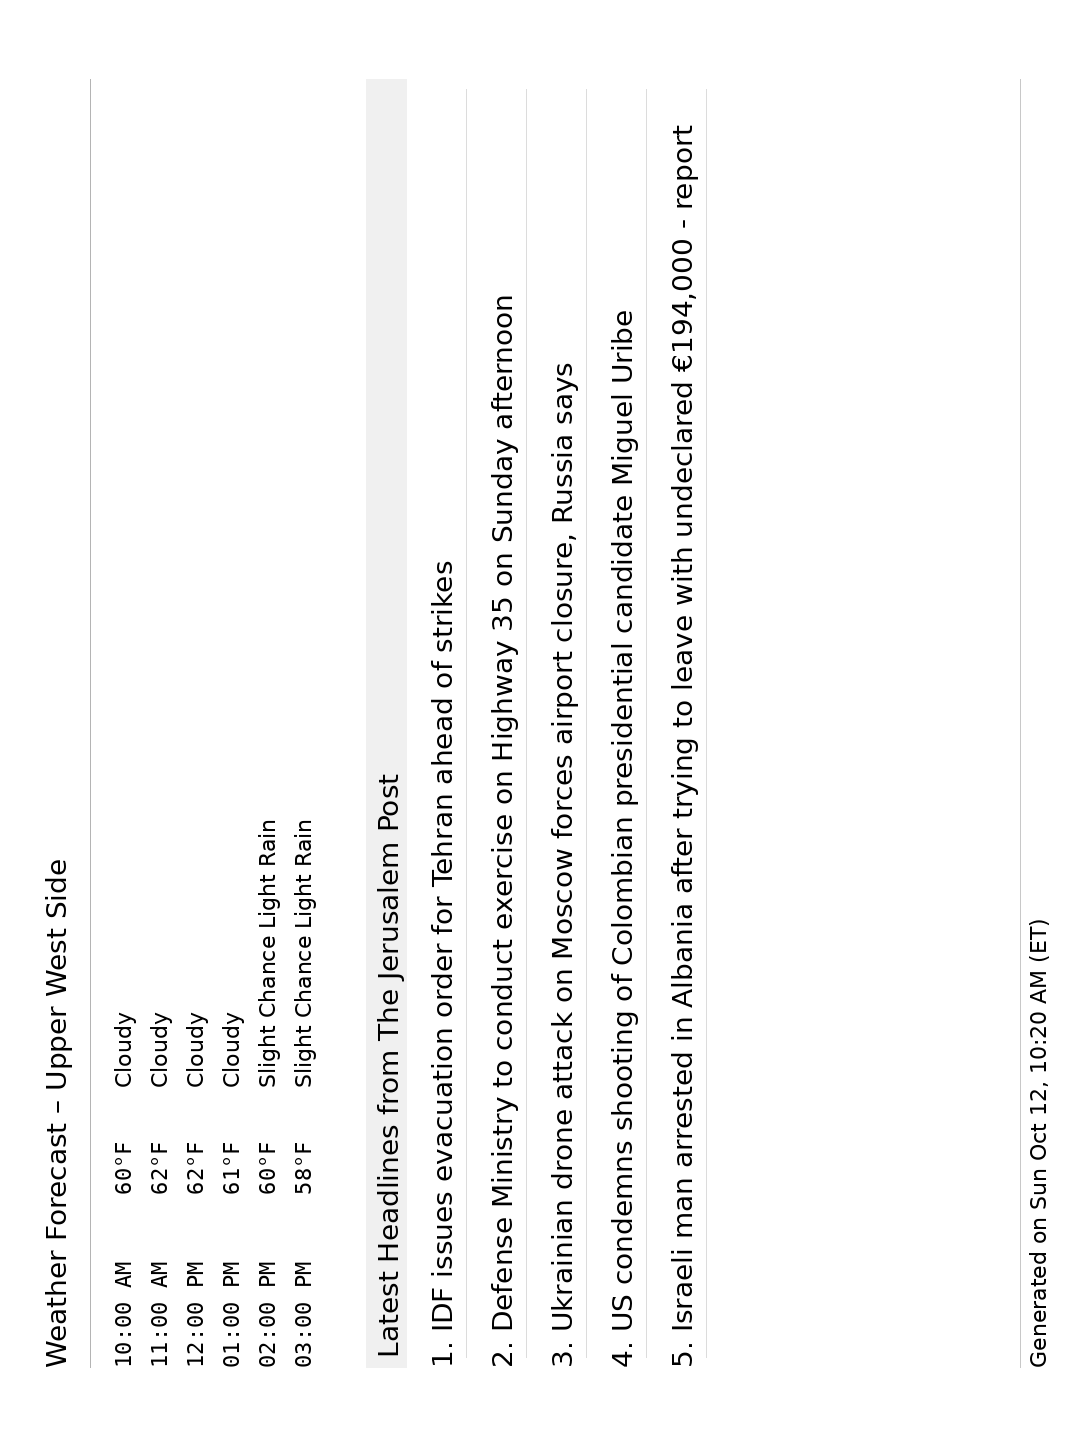 Weather Forecast – Upper West Side
10:00 AM 60°F Cloudy
11:00 AM 62°F Cloudy
12:00 PM 62°F Cloudy
01:00 PM 61°F Cloudy
02:00 PM 60°F Slight Chance Light Rain
03:00 PM 58°F Slight Chance Light Rain
Latest Headlines from The Jerusalem Post
1. IDF issues evacuation order for Tehran ahead of strikes
2. Defense Ministry to conduct exercise on Highway 35 on Sunday afternoon
3. Ukrainian drone attack on Moscow forces airport closure, Russia says
4. US condemns shooting of Colombian presidential candidate Miguel Uribe
5. Israeli man arrested in Albania after trying to leave with undeclared €194,000 - report
Generated on Sun Oct 12, 10:20 AM (ET)